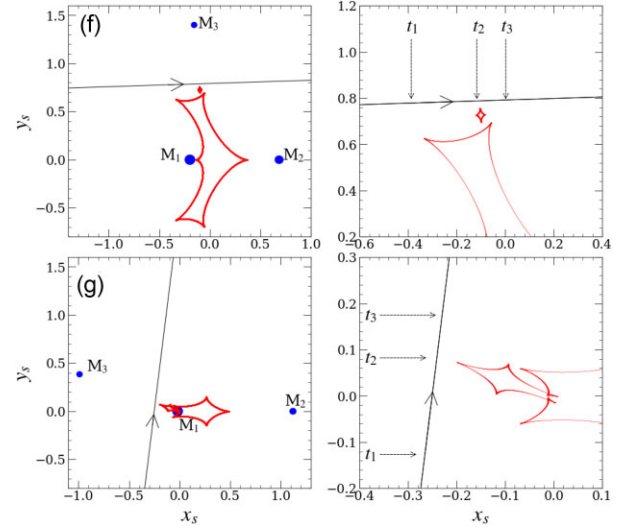 (f)
M₃
M₁
M₂
yₛ
1.5
1.0
0.5
0.0
−0.5
−1.0 −0.5 0.0 0.5 1.0
t₁ t₂ t₃
1.2
1.0
0.8
0.6
0.4
0.2
−0.6 −0.4 −0.2 0.0 0.2 0.4
(g)
M₃
M₂
M₁
yₛ
1.5
1.0
0.5
0.0
−0.5
−1.0 −0.5 0.0 0.5 1.0
xₛ
t₃
t₂
t₁
0.3
0.2
0.1
0.0
−0.1
−0.2
−0.4 −0.3 −0.2 −0.1 0.0 0.1
xₛ